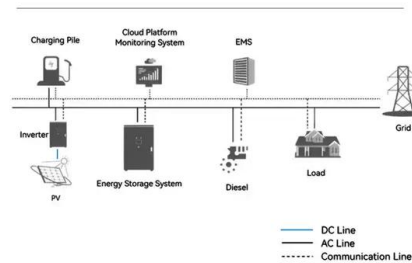 Charging Pile
Cloud Platform
Monitoring System
EMS
Grid
Inverter
PV
Energy Storage System
Diesel
Load
DC Line
AC Line
Communication Line